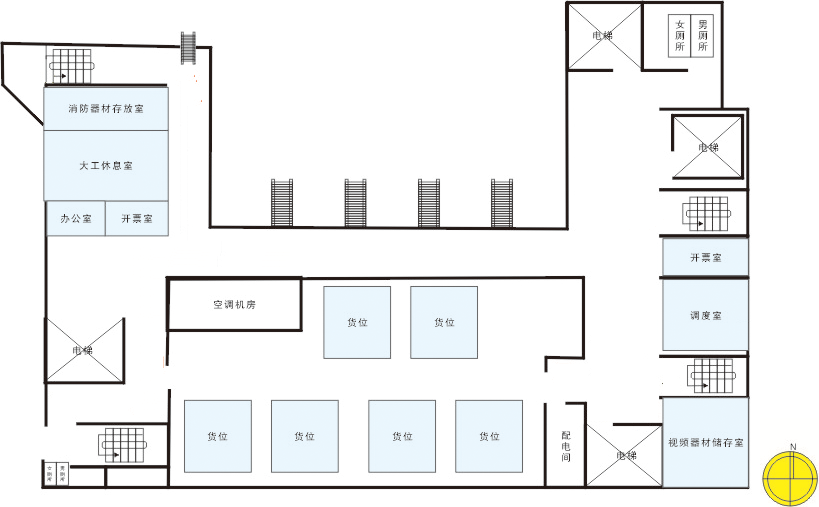 电梯
女厕所
男厕所
消防器材存放室
电梯
大工休息室
办公室
开票室
开票室
空调机房
货位
货位
调度室
电梯
货位
货位
货位
货位
配电间
视频器材储存室
电梯
N
女厕所
男厕所